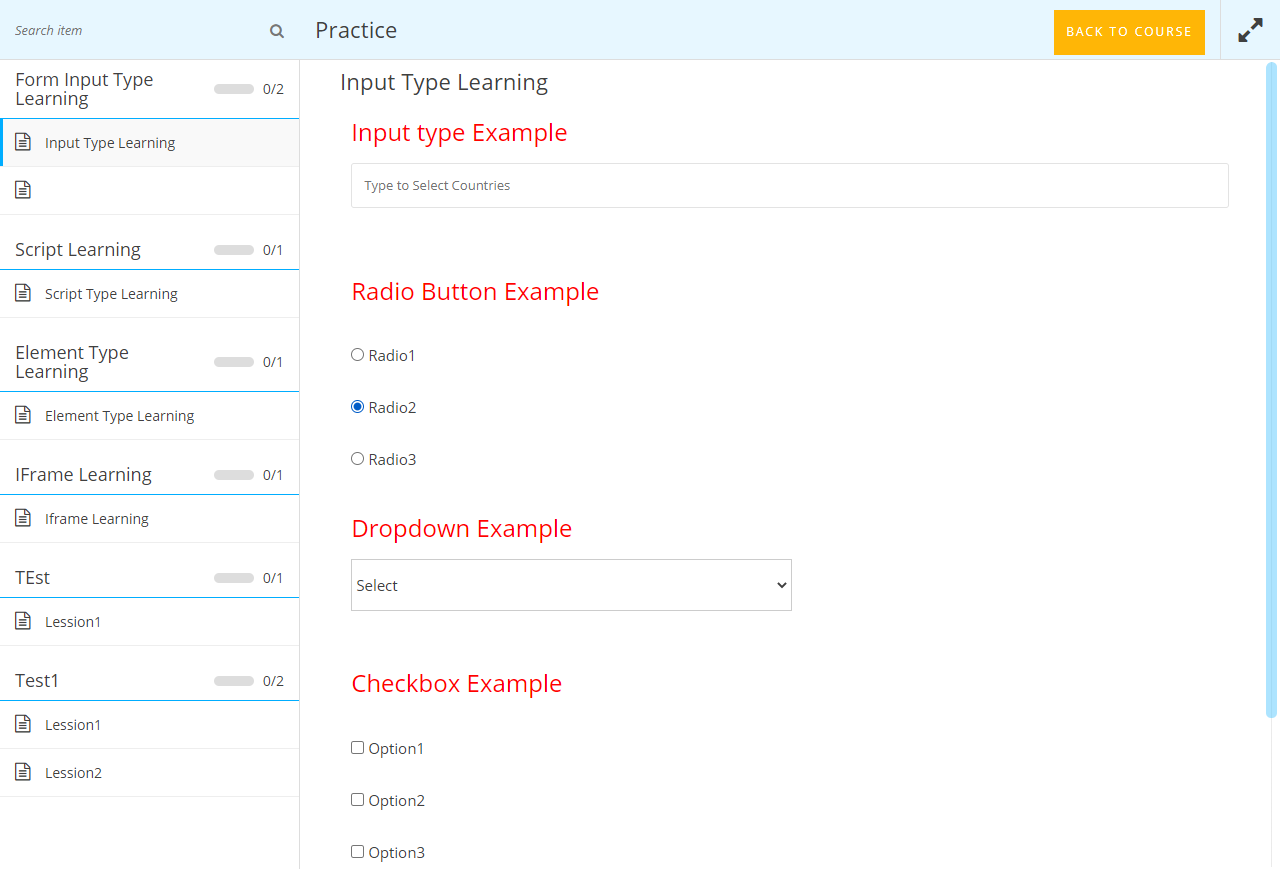 Search item
Practice
BACK TO COURSE
Form Input Type
Learning
0/2
Input Type Learning
Script Learning
0/1
Script Type Learning
Element Type
Learning
0/1
Element Type Learning
IFrame Learning
0/1
Iframe Learning
TEst
0/1
Lession1
Test1
0/2
Lession1
Lession2
Input Type Learning
Input type Example
Type to Select Countries
Radio Button Example
Radio1
Radio2
Radio3
Dropdown Example
Select
Checkbox Example
Option1
Option2
Option3